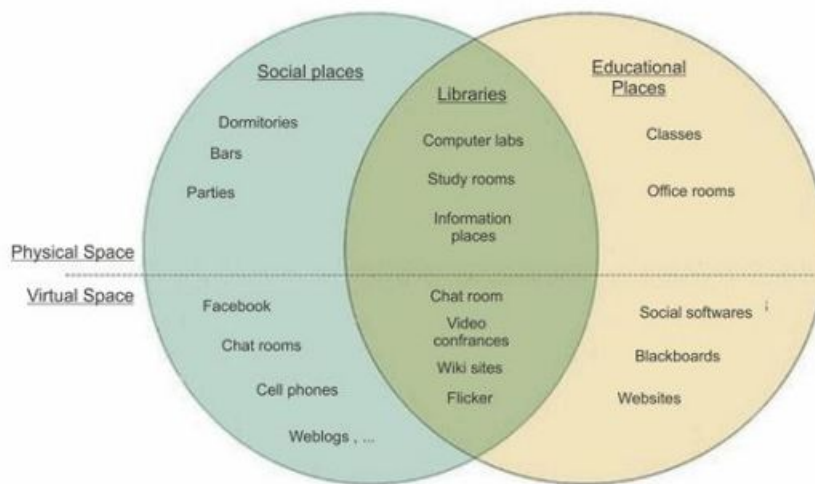 Social places
Dormitories
Bars
Parties
Libraries
Computer labs
Study rooms
Information
places
Educational
Places
Classes
Office rooms
Physical Space
Virtual Space
Facebook
Chat rooms
Cell phones
Weblogs , ...
Chat room
Video
confrances
Wiki sites
Flicker
Social softwares ;
Blackboards
Websites